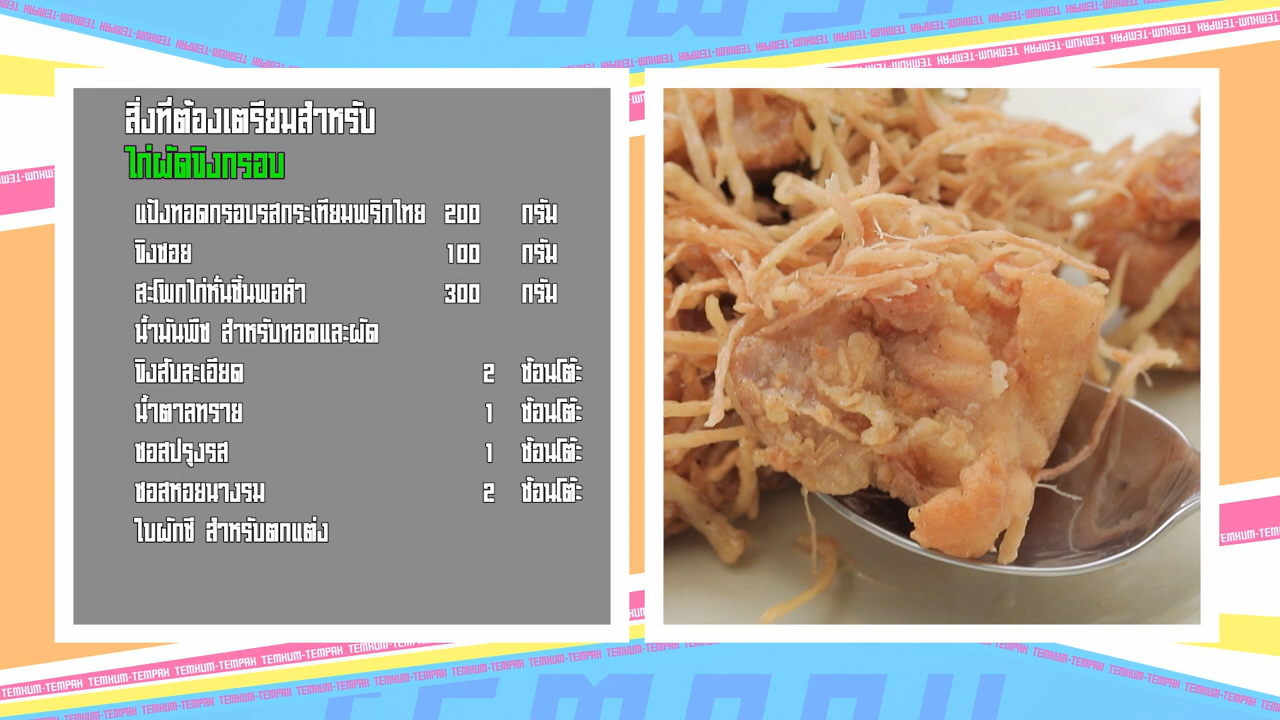 สิ่งที่ต้องเตรียมสำหรับ
ไก่ผัดขิงกรอบ
แป้งทอดกรอบรสกระเทียมพริกไทย 200 กรัม
ขิงซอย 100 กรัม
สะโพกไก่หั่นชิ้นพอคำ 300 กรัม
น้ำมันพืช สำหรับทอดและผัด
ขิงสับละเอียด 2 ช้อนโต๊ะ
น้ำตาลทราย 1 ช้อนโต๊ะ
ซอสปรุงรส 1 ช้อนโต๊ะ
ซอสหอยนางรม 2 ช้อนโต๊ะ
ใบผักชี สำหรับตกแต่ง
TEMKUM-TEMPAK TEMKUM-TEMPAK TEMKUM-TEMPAK TEMKUM-TEMPAK